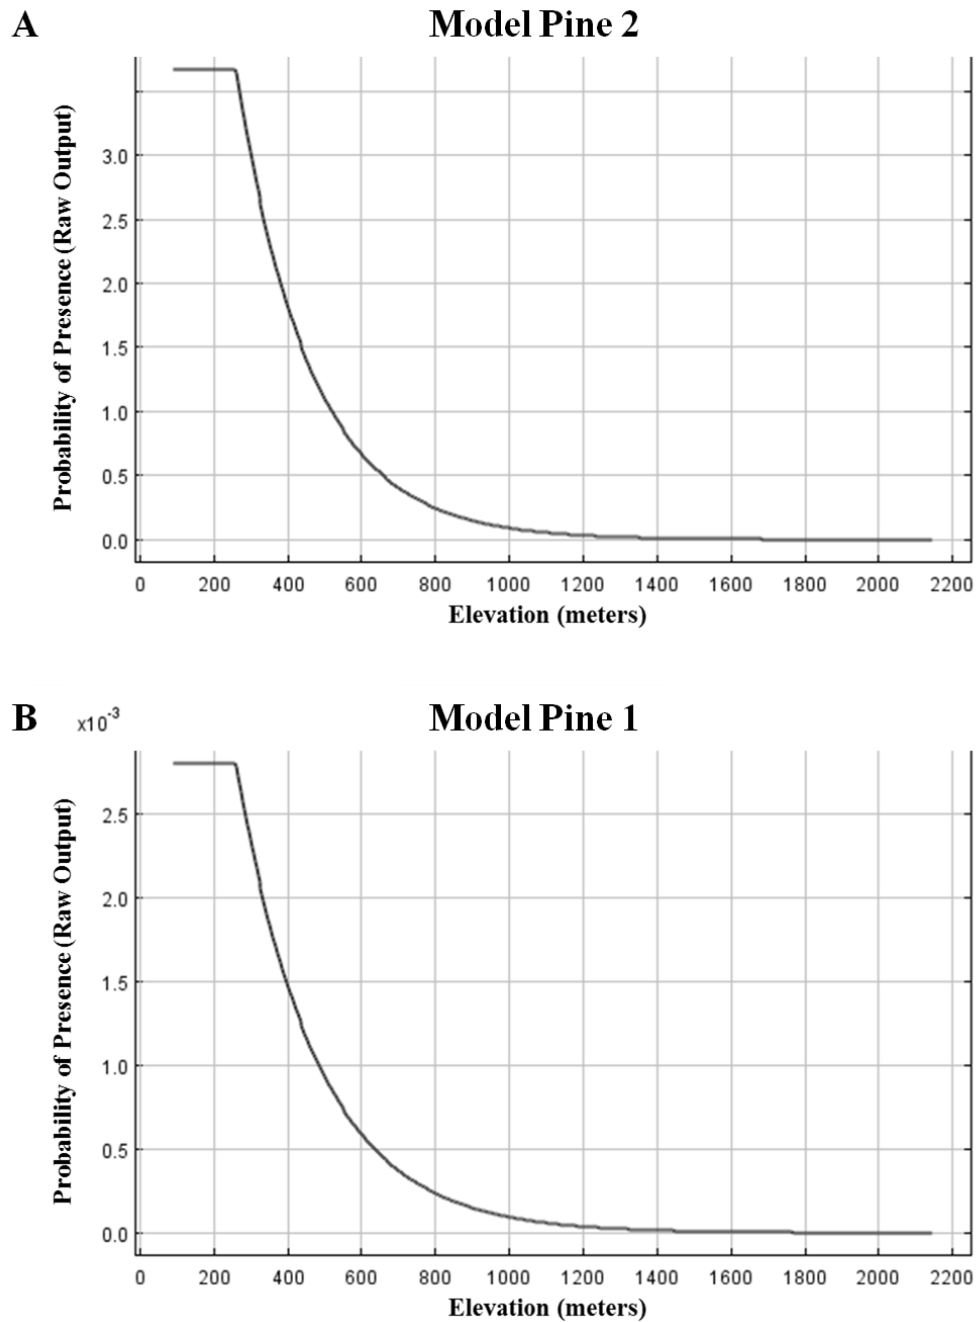 A
Model Pine 2
Probability of Presence (Raw Output)
3.0
2.5
2.0
1.5
1.0
0.5
0.0
0 200 400 600 800 1000 1200 1400 1600 1800 2000 2200
Elevation (meters)
B
x10-3
Model Pine 1
Probability of Presence (Raw Output)
2.5
2.0
1.5
1.0
0.5
0.0
0 200 400 600 800 1000 1200 1400 1600 1800 2000 2200
Elevation (meters)